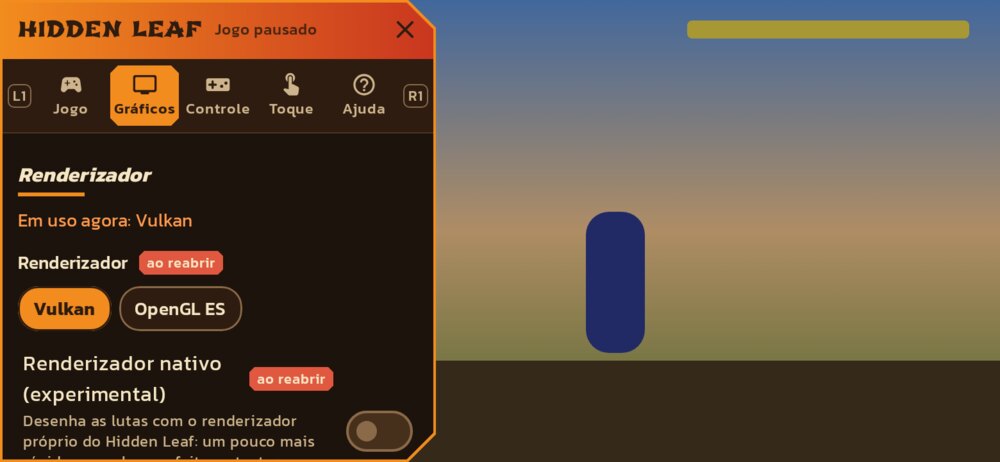 HIDDEN LEAF Jogo pausado
L1 Jogo Gráficos Controle Toque Ajuda R1
Renderizador
Em uso agora: Vulkan
Renderizador ao reabrir
Vulkan OpenGL ES
Renderizador nativo
(experimental)
ao reabrir
Desenha as lutas com o renderizador
próprio do Hidden Leaf: um pouco mais